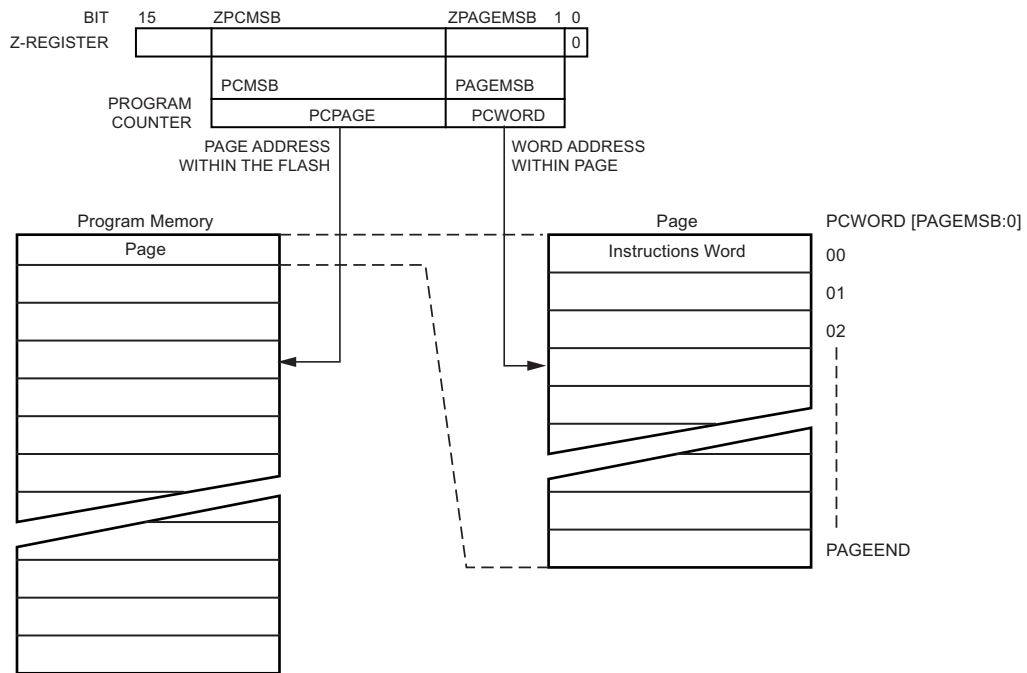 BIT 15 ZPCMSB ZPAGEMSB 1 0
Z-REGISTER 0
PCMSB PAGEMSB
PROGRAM COUNTER
PCPAGE PCWORD
PAGE ADDRESS
WITHIN THE FLASH
WORD ADDRESS
WITHIN PAGE
Program Memory
Page
Page
Instructions Word
PCWORD [PAGEMSB:0]
00
01
02
PAGEEND